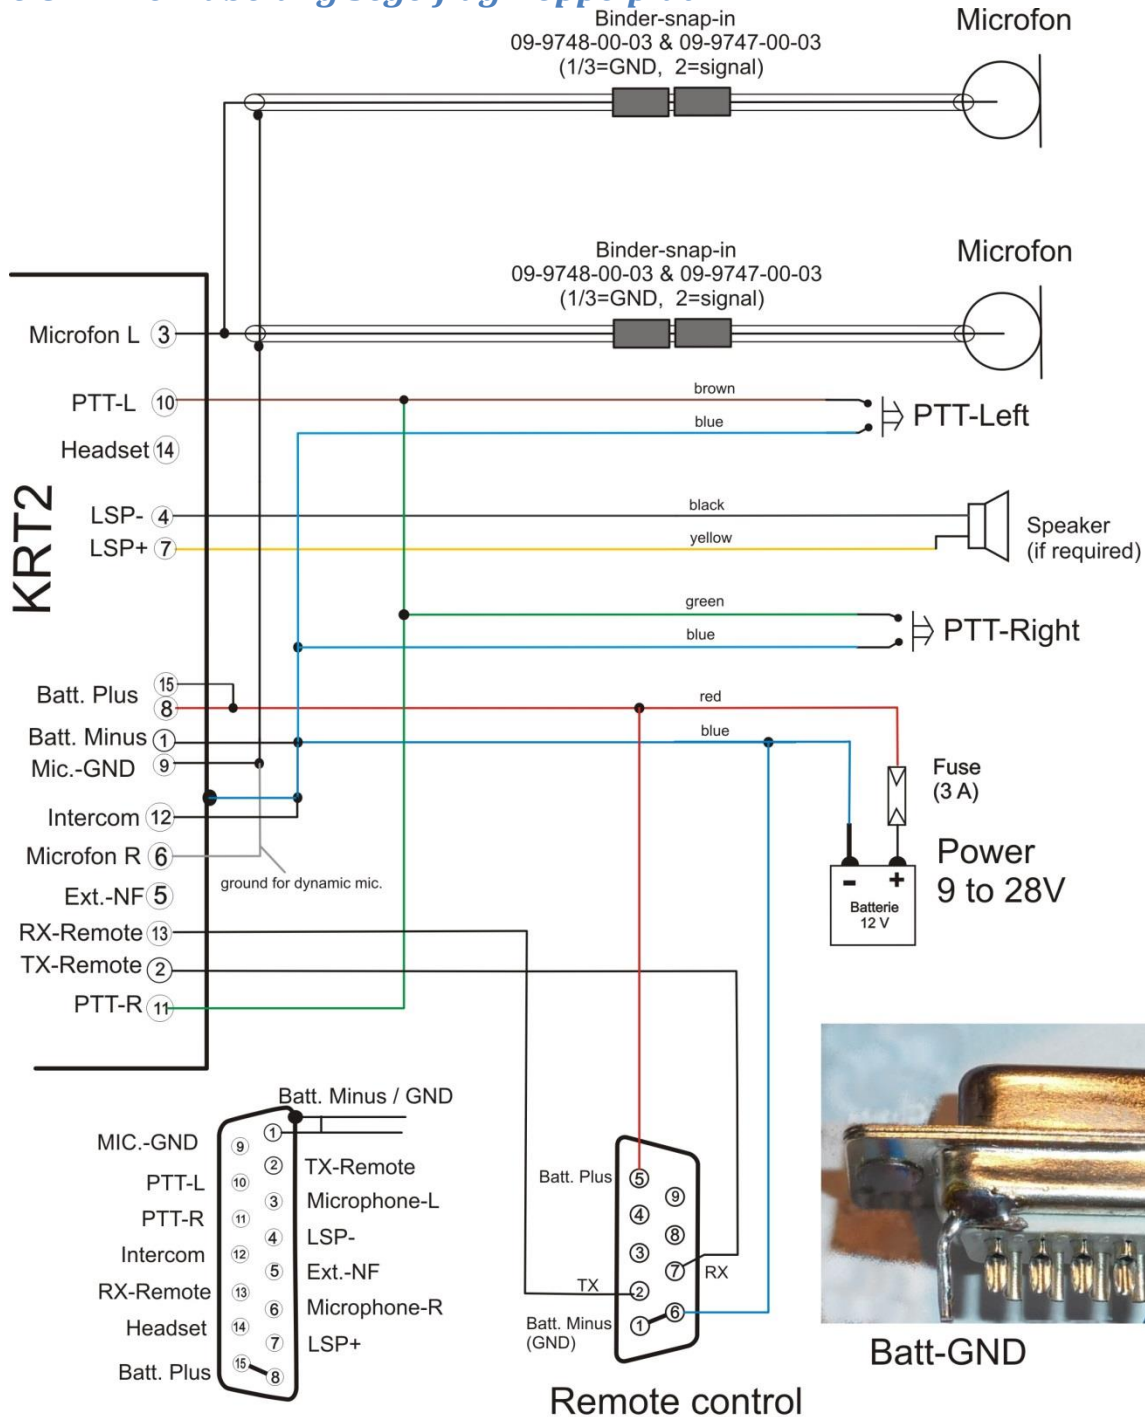 Binder-snap-in
09-9748-00-03 & 09-9747-00-03
(1/3=GND, 2=signal)
Microfon
Binder-snap-in
09-9748-00-03 & 09-9747-00-03
(1/3=GND, 2=signal)
Microfon
KRT2
Microfon L 3
PTT-L 10
brown
blue
PTT-Left
Headset 14
LSP- 4
black
LSP+ 7
yellow
Speaker
(if required)
green
blue
PTT-Right
15
Batt. Plus
8
red
Batt. Minus 1
blue
Mic.-GND 9
Fuse
(3 A)
Intercom 12
Microfon R 6
ground for dynamic mic.
Power
9 to 28V
- +
Batterie
12 V
Ext.-NF 5
RX-Remote 13
TX-Remote 2
PTT-R 11
Batt. Minus / GND
1
MIC.-GND 9
2 TX-Remote
PTT-L 10
3 Microphone-L
PTT-R 11
4 LSP-
Intercom 12
5 Ext.-NF
RX-Remote 13
6 Microphone-R
Headset 14
7 LSP+
Batt. Plus 15
8
Batt. Plus 5
9
4
8
3
7 RX
TX 2
6
Batt. Minus 1
(GND)
Remote control
Batt-GND